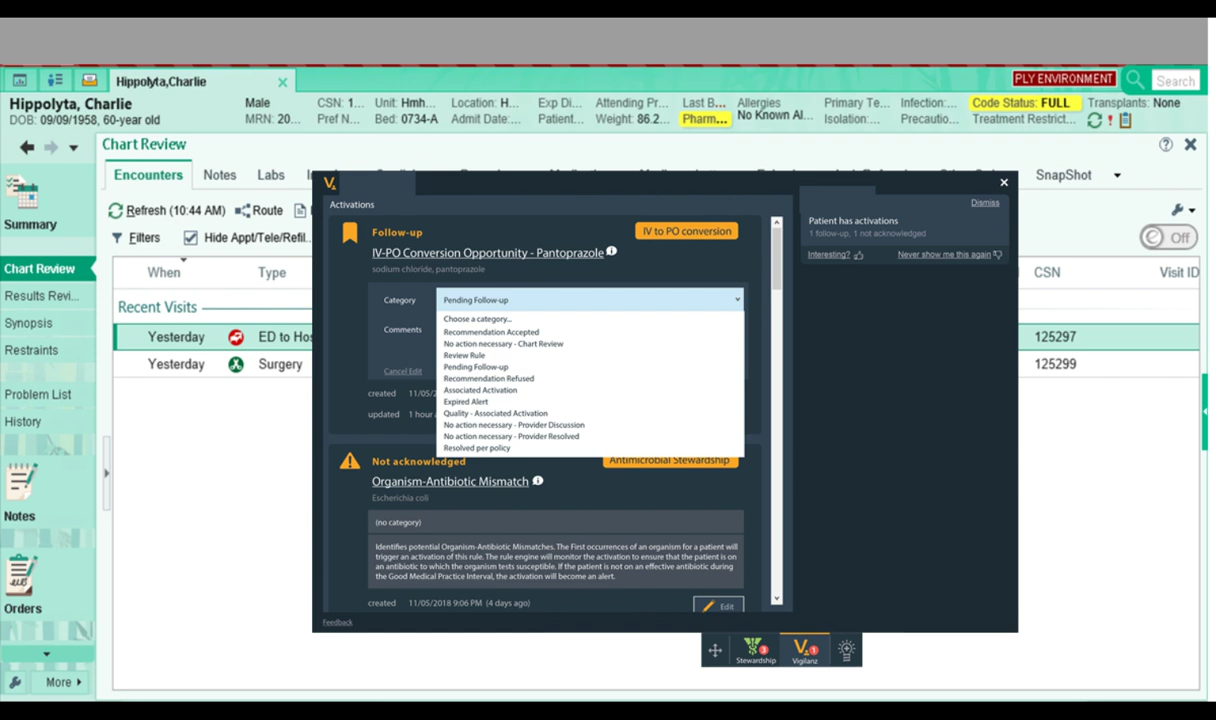 Hippolyta,Charlie
PLY ENVIRONMENT
Search
Hippolyta, Charlie
DOB: 09/09/1958, 60-year old
Male
MRN: 20...
CSN: 1...
Pref N...
Unit: Hmh...
Bed: 0734-A
Location: H...
Admit Date:...
Exp Di...
Patient...
Attending Pr...
Weight: 86.2...
Last B...
Pharm...
Allergies
No Known Al...
Primary Te...
Isolation:...
Infection:...
Precautio...
Code Status: FULL
Treatment Restrict...
Transplants: None
Chart Review
Encounters
Notes
Labs
SnapShot
Refresh (10:44 AM)
Route
Filters
Hide Appt/Tele/Refil...
Off
When
Type
CSN
Visit ID
Recent Visits
Yesterday
ED to Hos
125297
Yesterday
Surgery
125299
Summary
Chart Review
Results Revi...
Synopsis
Restraints
Problem List
History
Notes
Orders
More
Activations
Follow-up
IV to PO conversion
IV-PO Conversion Opportunity - Pantoprazole
sodium chloride, pantoprazole
Category
Pending Follow-up
Choose a category...
Recommendation Accepted
No action necessary - Chart Review
Review Rule
Pending Follow-up
Recommendation Refused
Associated Activation
Expired Alert
Quality - Associated Activation
No action necessary - Provider Discussion
No action necessary - Provider Resolved
Resolved per policy
Comments
Cancel Edit
created 11/05/2
updated 1 hour
Not acknowledged
Antimicrobial Stewardship
Organism-Antibiotic Mismatch
Escherichia coli
(no category)
Identifies potential Organism-Antibiotic Mismatches. The First occurrences of an organism for a patient will
trigger an activation of this rule. The rule engine will monitor the activation to ensure that the patient is on
an antibiotic to which the organism tests susceptible. If the patient is not on an effective antibiotic during
the Good Medical Practice Interval, the activation will become an alert.
created 11/05/2018 9:06 PM (4 days ago)
Edit
Feedback
Dismiss
Patient has activations
1 follow-up, 1 not acknowledged
Interesting?
Never show me this again
3
Stewardship
1
Vigilanz